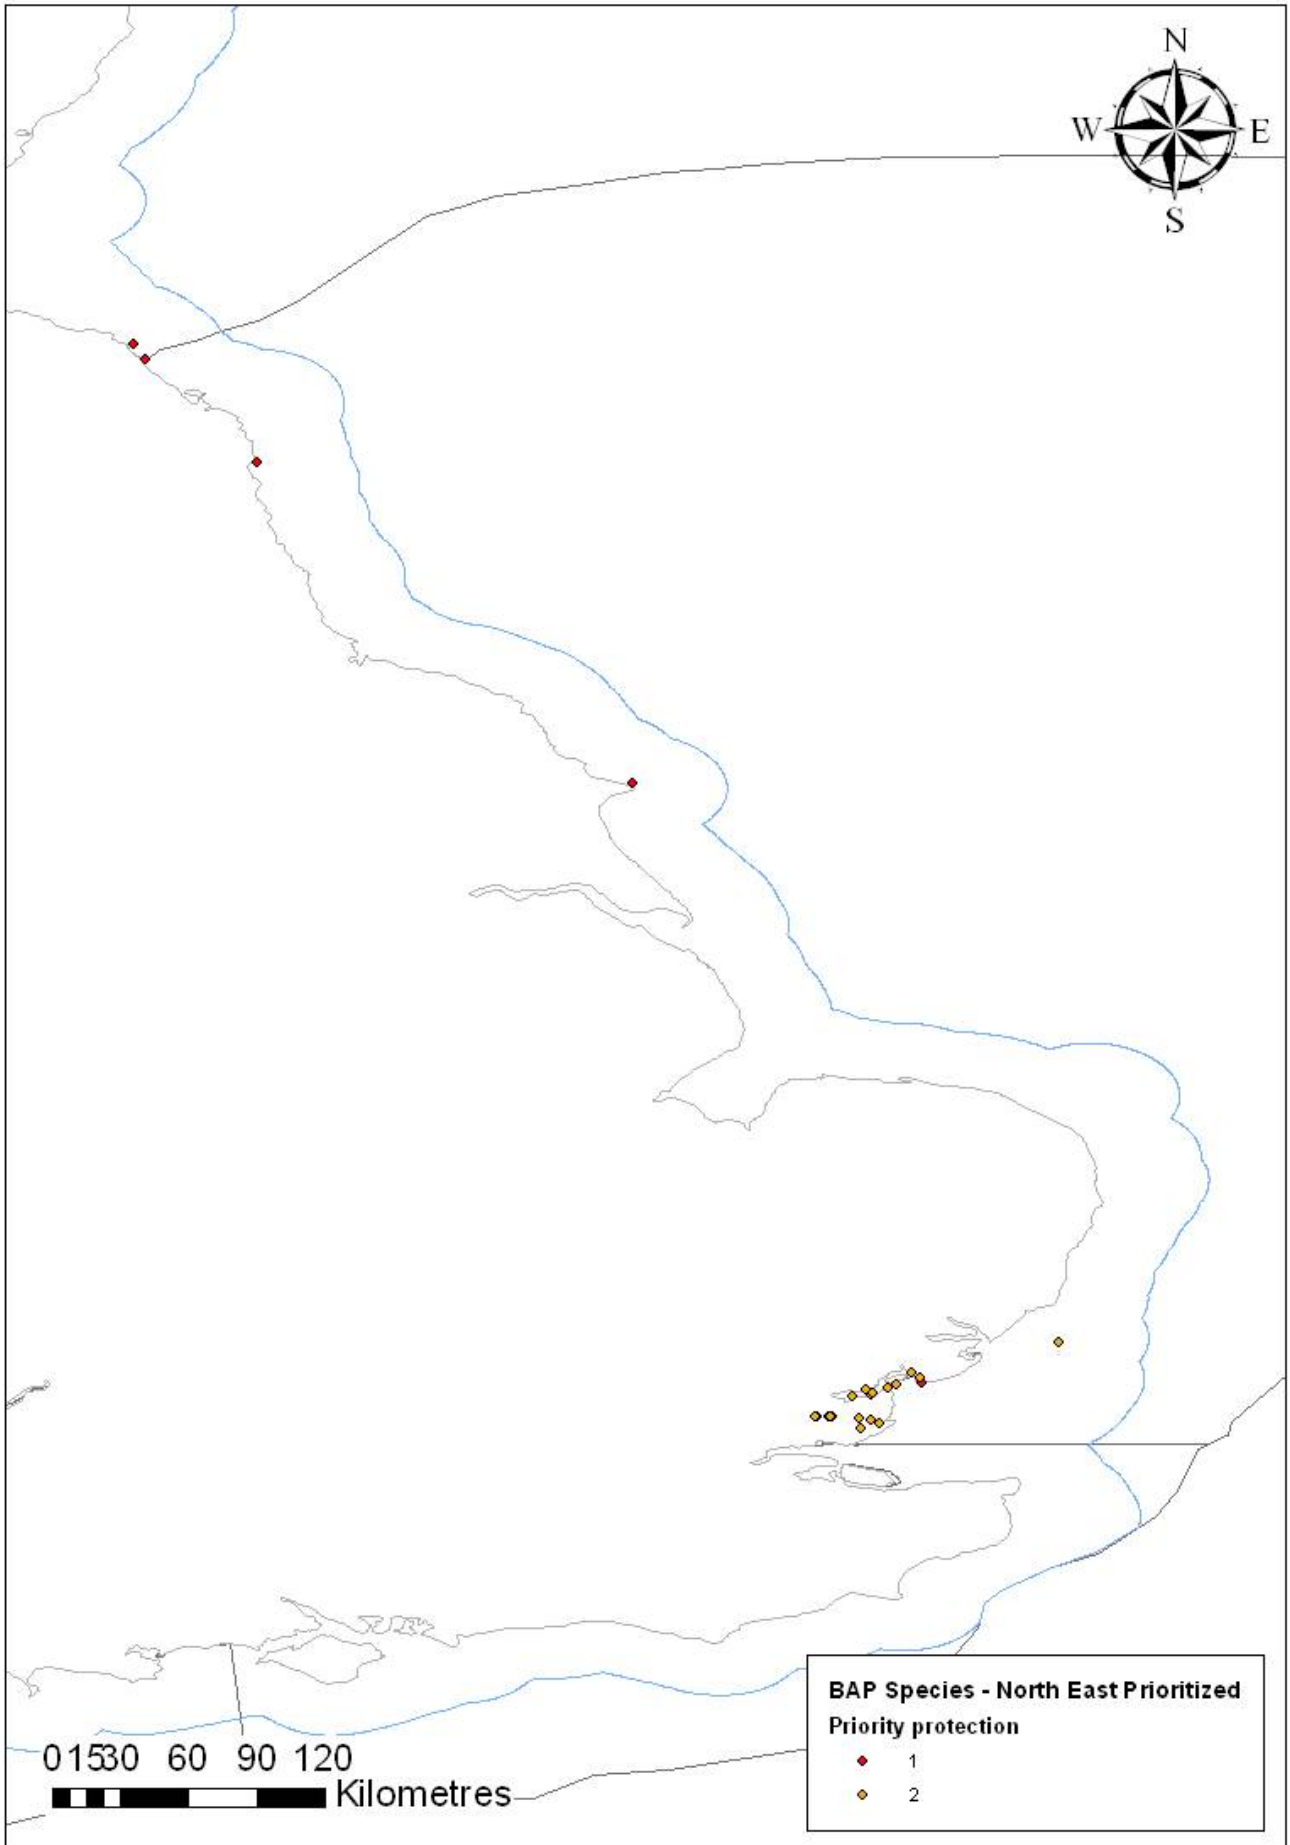 N
W E
S
BAP Species - North East Prioritized
Priority protection
1
2
0 15 30 60 90 120
Kilometres